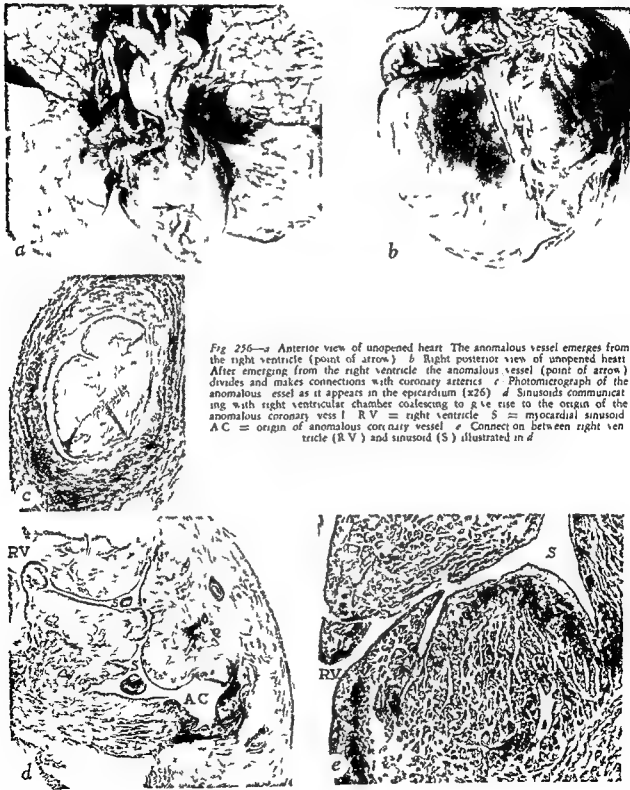 a
b
Fig 256—a Anterior view of unopened heart The anomalous vessel emerges from
the right ventricle (point of arrow) b Right posterior view of unopened heart
After emerging from the right ventricle the anomalous vessel (point of arrow)
divides and makes connections with coronary arteries c Photomicrograph of the
anomalous essel as it appears in the epicardium (x26) d Sinusoids communicat
ing with right ventricular chamber coalescing to give rise to the origin of the
anomalous coronary vess l RV = right ventricle S = myocardial sinusoid
AC = origin of anomalous coronary vessel e Connect on between right ven
tricle (RV) and sinusoid (S) illustrated in d
c
RV
AC
d
S
RV
e